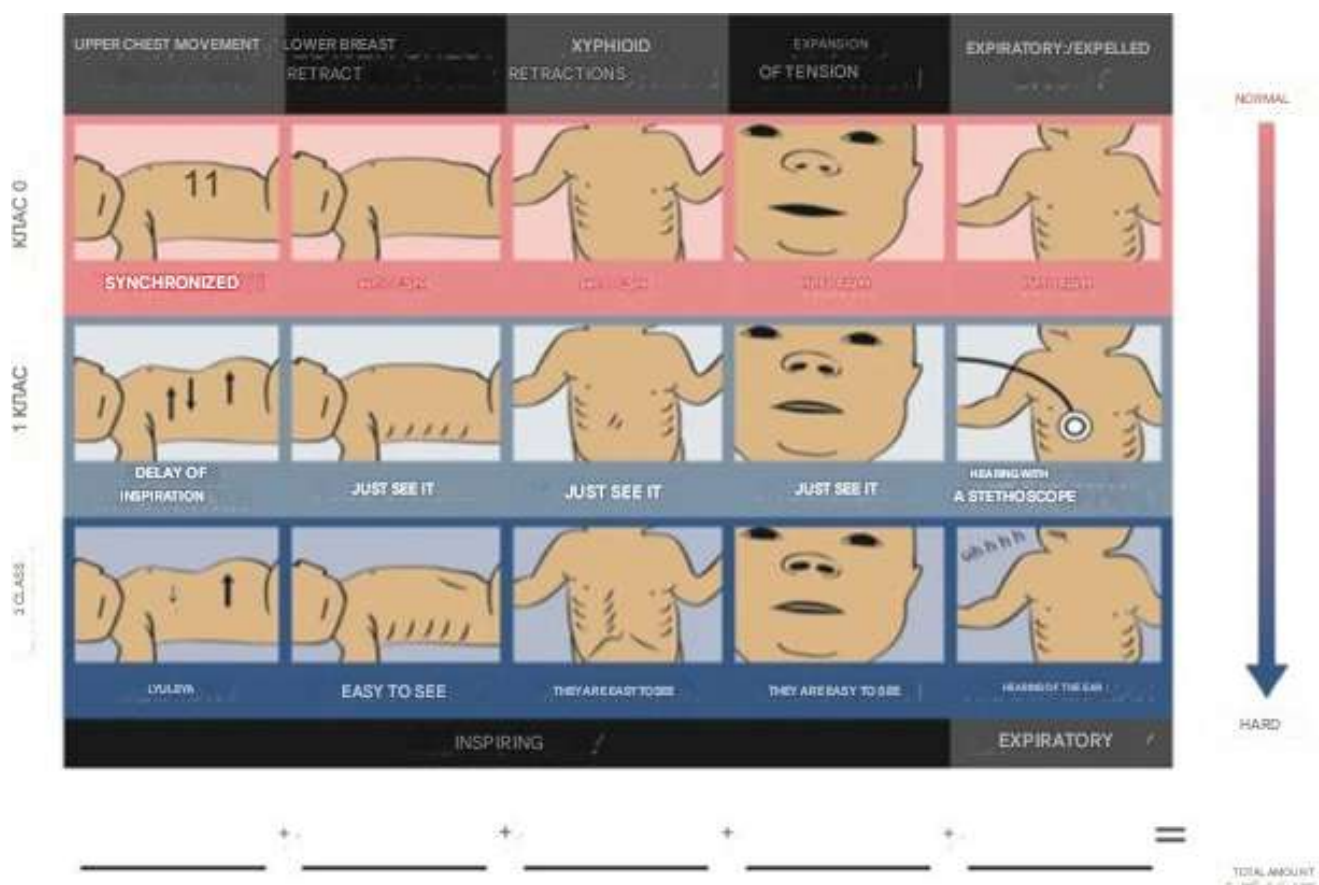 UPPER CHEST MOVEMENT
LOWER BREAST
RETRACT
XYPHIOID
RETRACTIONS
EXPANSION
OF TENSION
EXPIRATORY:/EXPELLED
NORMAL
КЛАС 0
11
SYNCHRONIZED
1 КЛАС
DELAY OF
INSPIRATION
JUST SEE IT
JUST SEE IT
JUST SEE IT
HEARING WITH
A STETHOSCOPE
CLASS
EASY TO SEE
THEY ARE EASY TO SEE
THEY ARE EASY TO SEE
HEARING OF THE EAR
HARD
INSPIRING
EXPIRATORY
+ + + + =
TOTAL AMOUNT